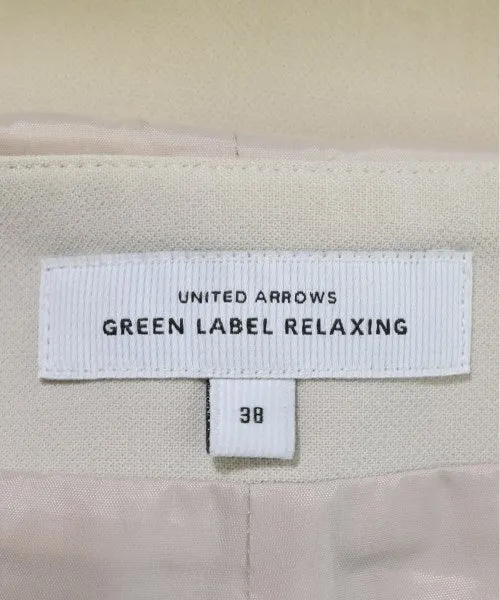 UNITED ARROWS
GREEN LABEL RELAXING
38